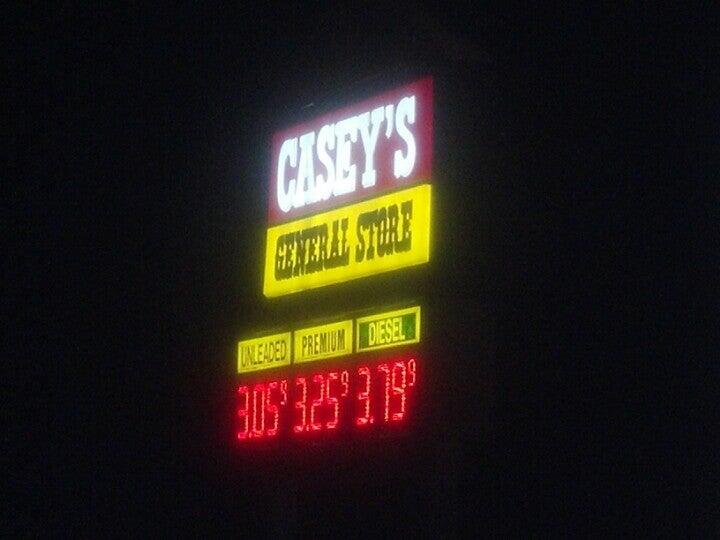 CASEY'S
GENERAL STORE
UNLEADED PREMIUM DIESEL
3.05⁹ 3.25⁹ 3.79⁹